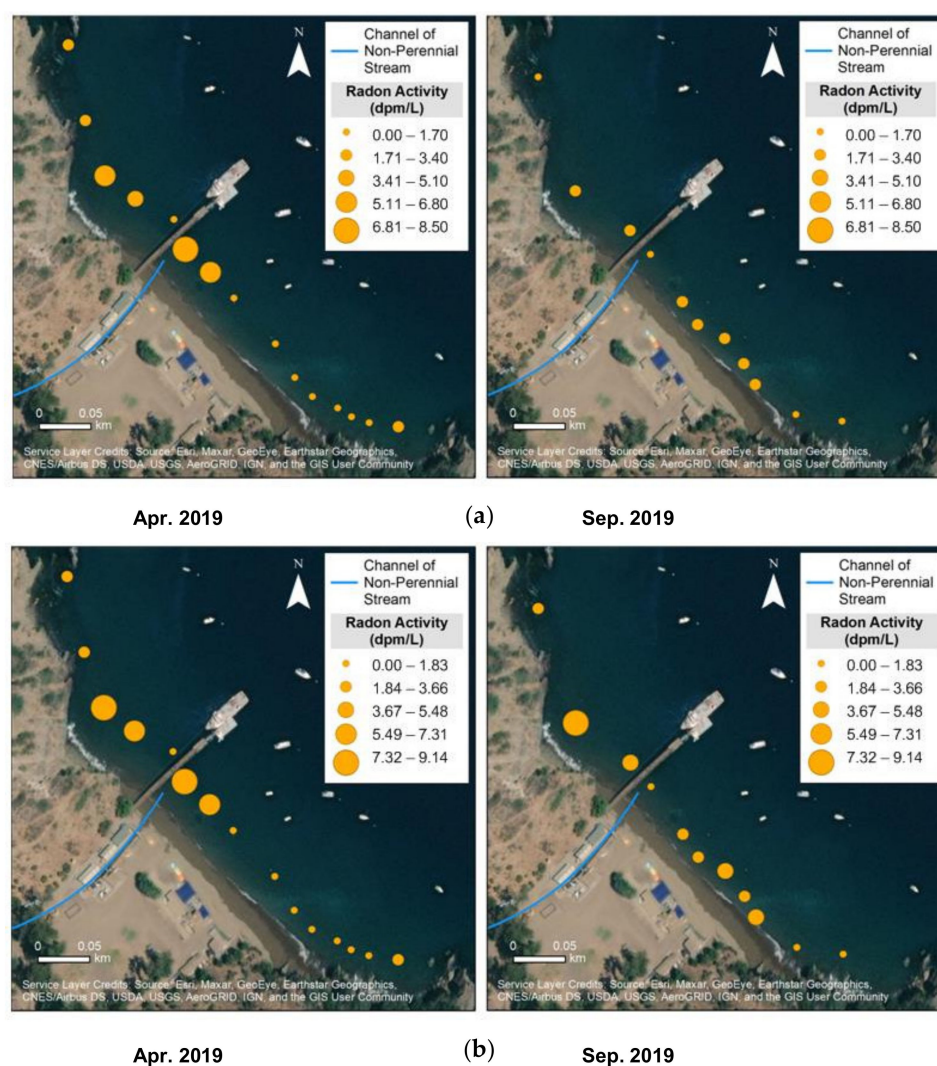 N
Channel of
Non-Perennial
Stream
Radon Activity
(dpm/L)
0.00 – 1.70
1.71 – 3.40
3.41 – 5.10
5.11 – 6.80
6.81 – 8.50
0 0.05
km
Service Layer Credits: Source: Esri, Maxar, GeoEye, Earthstar Geographics,
CNES/Airbus DS, USDA, USGS, AeroGRID, IGN, and the GIS User Community
N
Channel of
Non-Perennial
Stream
Radon Activity
(dpm/L)
0.00 – 1.70
1.71 – 3.40
3.41 – 5.10
5.11 – 6.80
6.81 – 8.50
0 0.05
km
Service Layer Credits: Source: Esri, Maxar, GeoEye, Earthstar Geographics,
CNES/Airbus DS, USDA, USGS, AeroGRID, IGN, and the GIS User Community
Apr. 2019 (a) Sep. 2019
N
Channel of
Non-Perennial
Stream
Radon Activity
(dpm/L)
0.00 – 1.83
1.84 – 3.66
3.67 – 5.48
5.49 – 7.31
7.32 – 9.14
0 0.05
km
Service Layer Credits: Source: Esri, Maxar, GeoEye, Earthstar Geographics,
CNES/Airbus DS, USDA, USGS, AeroGRID, IGN, and the GIS User Community
N
Channel of
Non-Perennial
Stream
Radon Activity
(dpm/L)
0.00 – 1.83
1.84 – 3.66
3.67 – 5.48
5.49 – 7.31
7.32 – 9.14
0 0.05
km
Service Layer Credits: Source: Esri, Maxar, GeoEye, Earthstar Geographics,
CNES/Airbus DS, USDA, USGS, AeroGRID, IGN, and the GIS User Community
Apr. 2019 (b) Sep. 2019